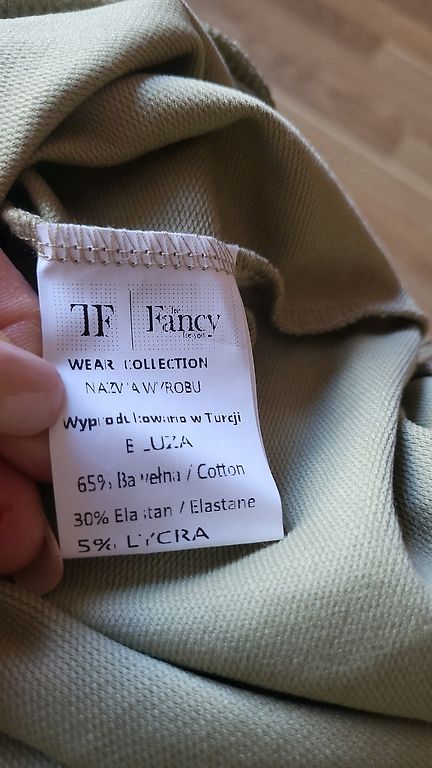 TF
The
Fancy
WEAR COLLECTION
NAZWA WYROBU
Wyprodukowano w Turcji
BLUZA
65% Bawełna / Cotton
30% Elastan / Elastane
5% LYCRA